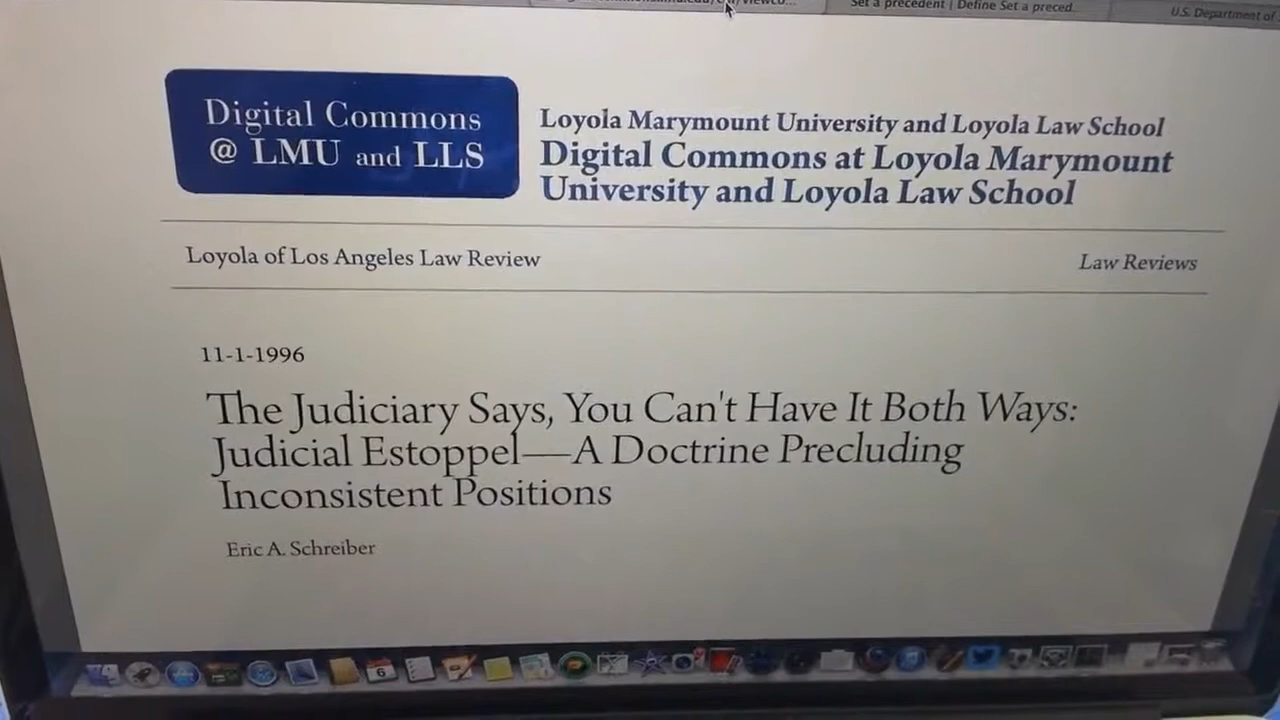 Set a precedent | Define Set a preced...
U.S. Department of
Digital Commons
@ LMU and LLS
Loyola Marymount University and Loyola Law School
Digital Commons at Loyola Marymount
University and Loyola Law School
Loyola of Los Angeles Law Review
Law Reviews
11-1-1996
The Judiciary Says, You Can't Have It Both Ways:
Judicial Estoppel—A Doctrine Precluding
Inconsistent Positions
Eric A. Schreiber
6